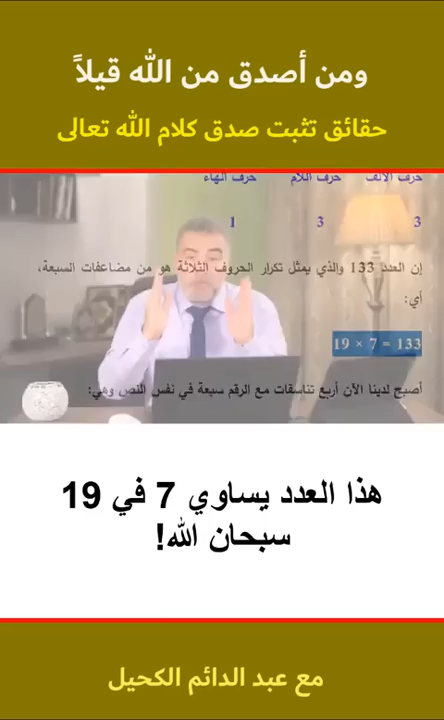 ومن أصدق من الله قيلاً
حقائق تثبت صدق كلام الله تعالى
حرف الألف حرف اللام حرف الهاء
3 3 1
إن العدد 133 والذي يمثل تكرار الحروف الثلاثة هو من مضاعفات السبعة،
أي:
133 = 7 × 19
أصبح لدينا الآن أربع تناسقات مع الرقم سبعة في نفس النص وهي:
هذا العدد يساوي 7 في 19
سبحان الله!
مع عبد الدائم الكحيل